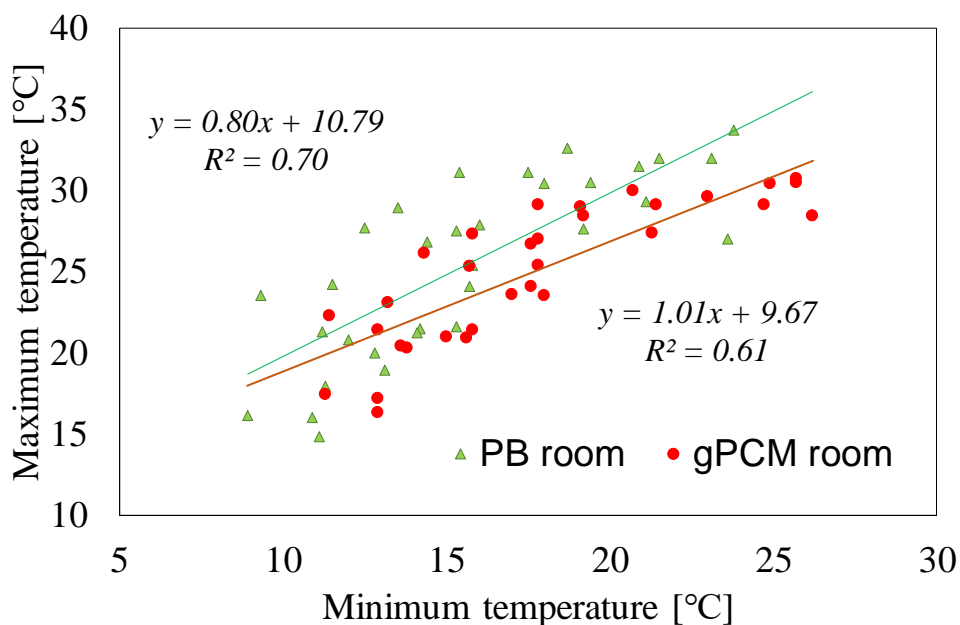 40
35
30
25
20
15
10
Maximum temperature [°C]
y = 0.80x + 10.79
R² = 0.70
y = 1.01x + 9.67
R² = 0.61
PB room gPCM room
5 10 15 20 25 30
Minimum temperature [°C]